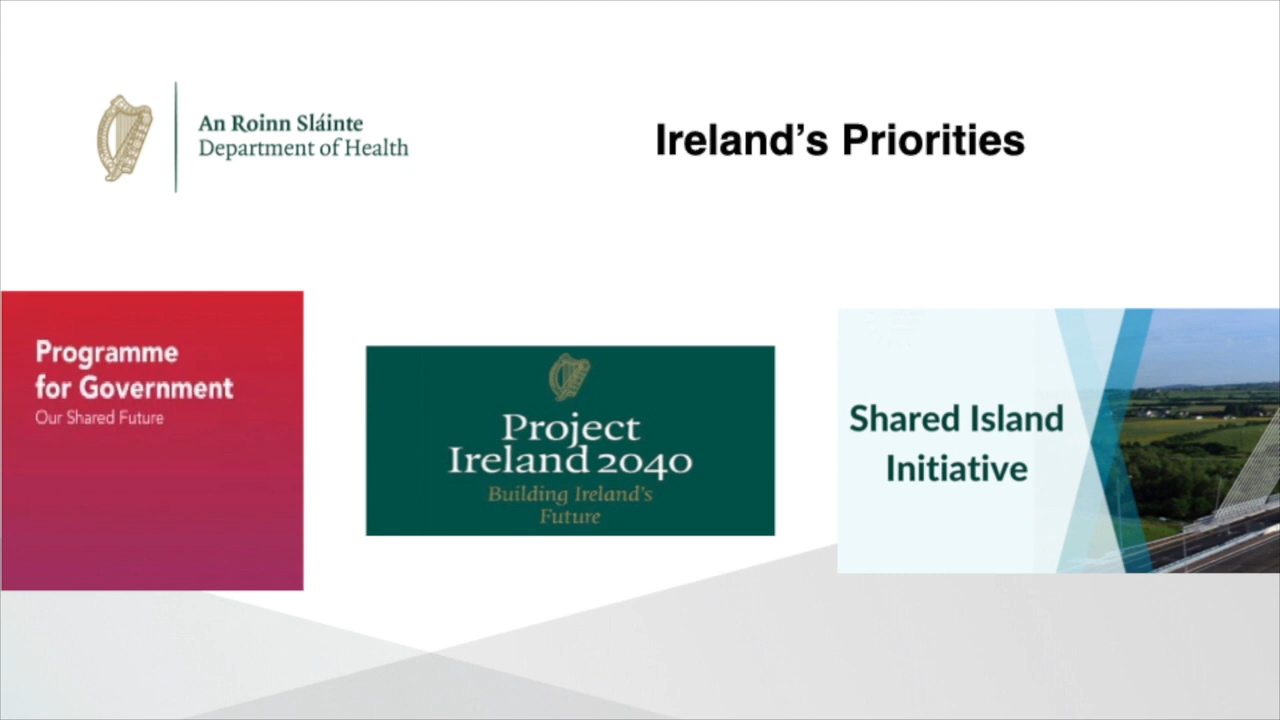 An Roinn Sláinte
Department of Health
Ireland’s Priorities
Programme
for Government
Our Shared Future
Project
Ireland 2040
Building Ireland's
Future
Shared Island
Initiative